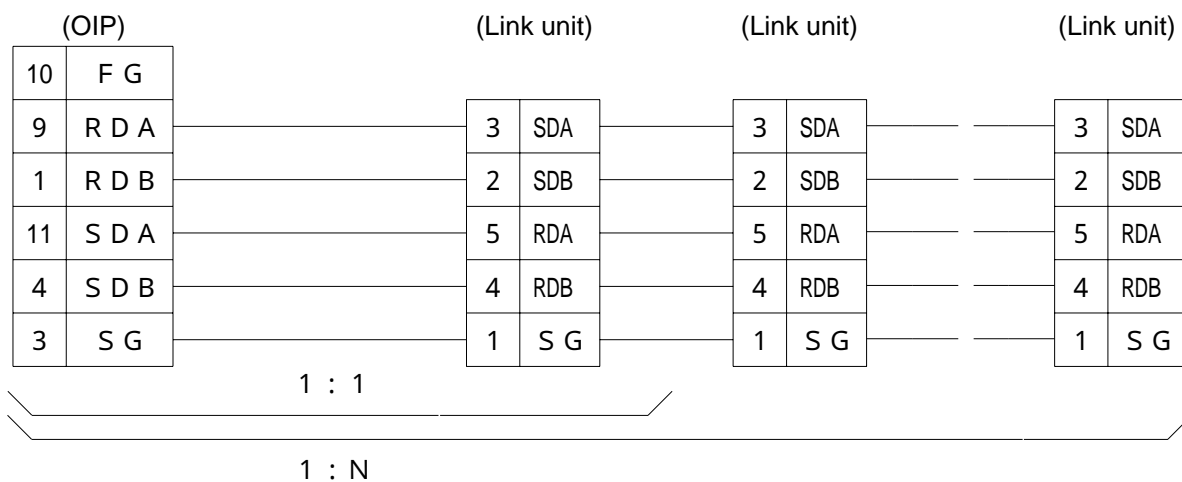 (OIP) (Link unit) (Link unit) (Link unit)
10 F G
9 R D A 3 SDA 3 SDA 3 SDA
1 R D B 2 SDB 2 SDB 2 SDB
11 S D A 5 RDA 5 RDA 5 RDA
4 S D B 4 RDB 4 RDB 4 RDB
3 S G 1 S G 1 S G 1 S G
1 : 1
1 : N